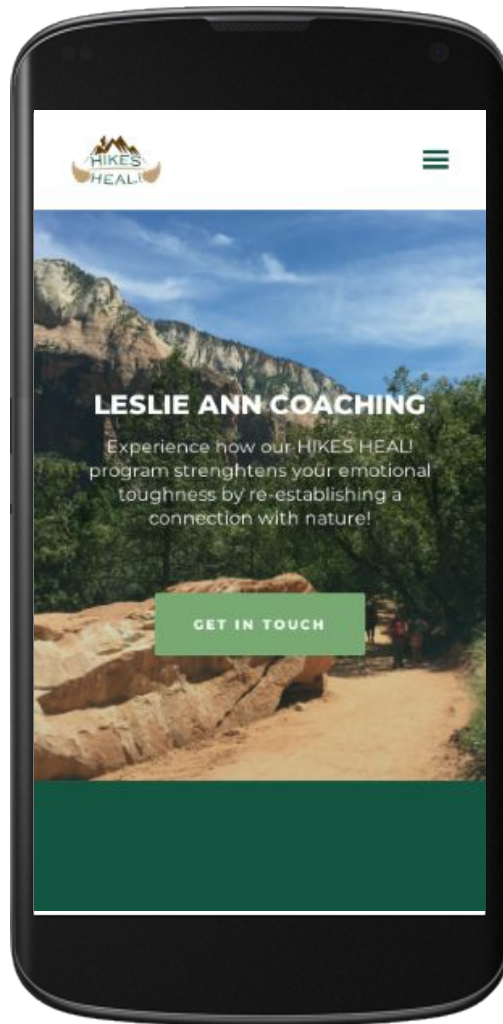 HIKES
HEAL!
LESLIE ANN COACHING
Experience how our HIKES HEAL!
program strenghtens your emotional
toughness by re-establishing a
connection with nature!
GET IN TOUCH